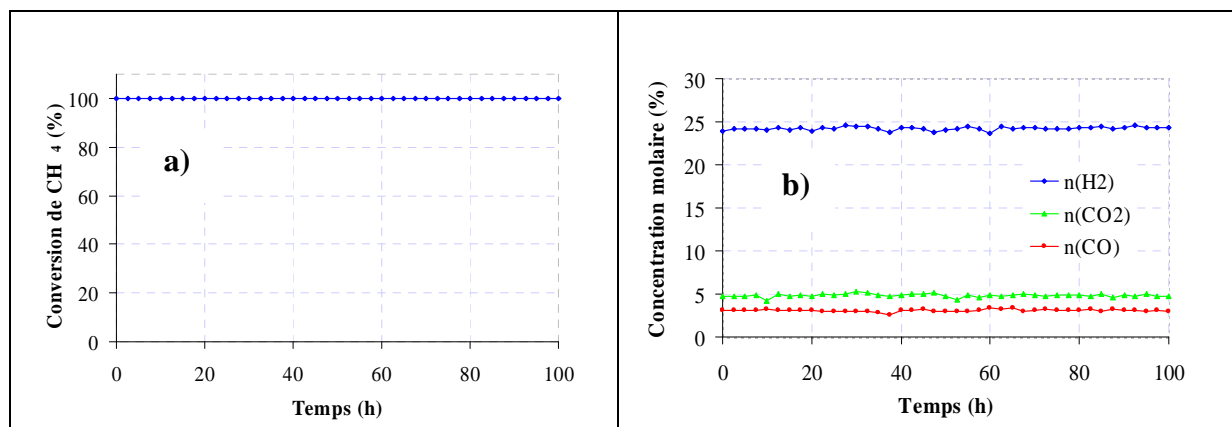 Conversion de CH 4 (%)
100
80
60
40
20
0
a)
0 20 40 60 80 100
Temps (h)
Concentration molaire (%)
30
25
20
15
10
5
0
b)
n(H2)
n(CO2)
n(CO)
0 20 40 60 80 100
Temps (h)